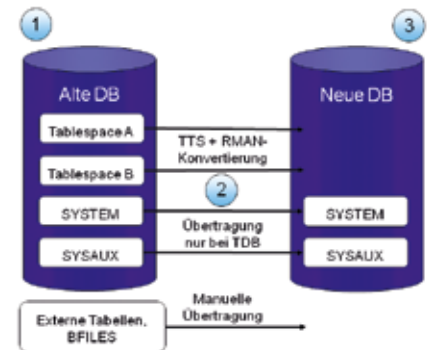 1
3
Alte DB
Neue DB
Tablespace A
TTS + RMAN-
Konvertierung
Tablespace B
2
SYSTEM
SYSTEM
Übertragung
nur bei TDB
SYSAUX
SYSAUX
Externe Tabellen,
BFILES
Manuelle
Übertragung